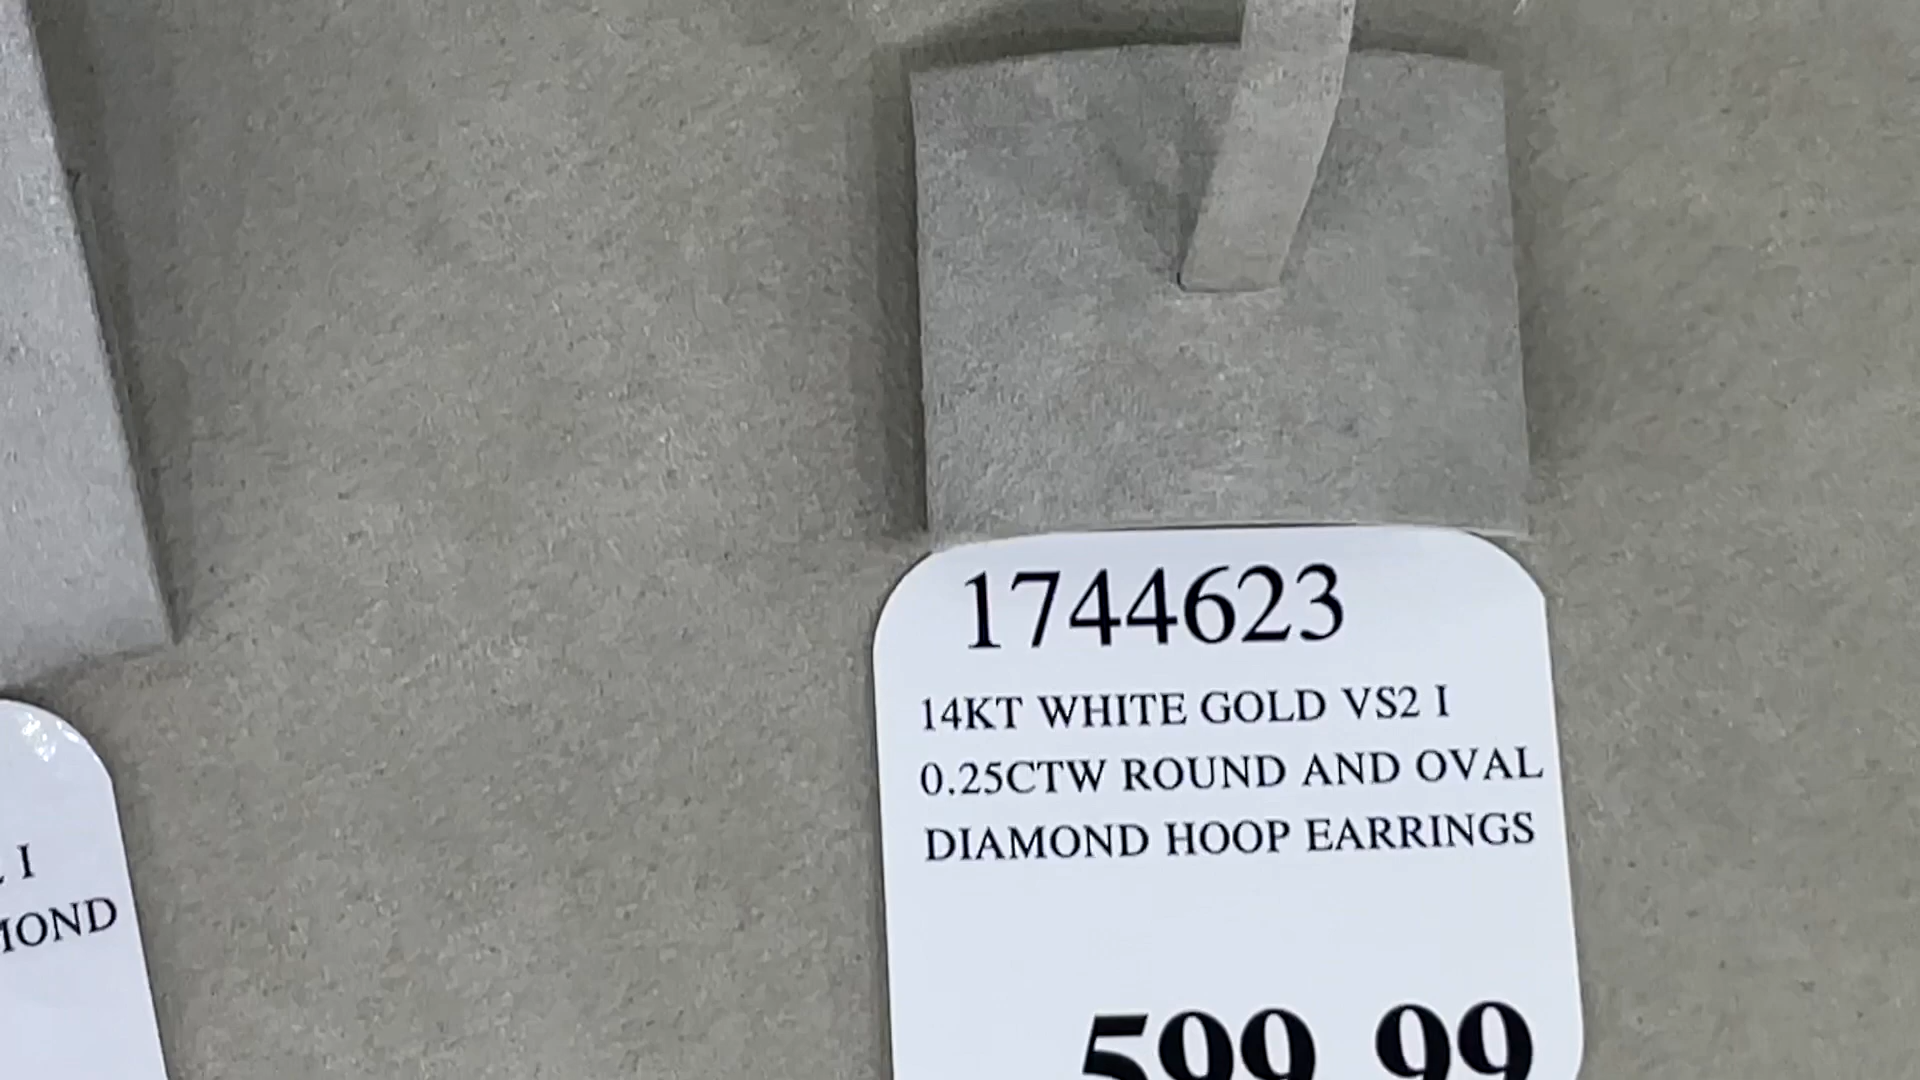 1744623
14KT WHITE GOLD VS2 I
0.25CTW ROUND AND OVAL
DIAMOND HOOP EARRINGS
599.99
I